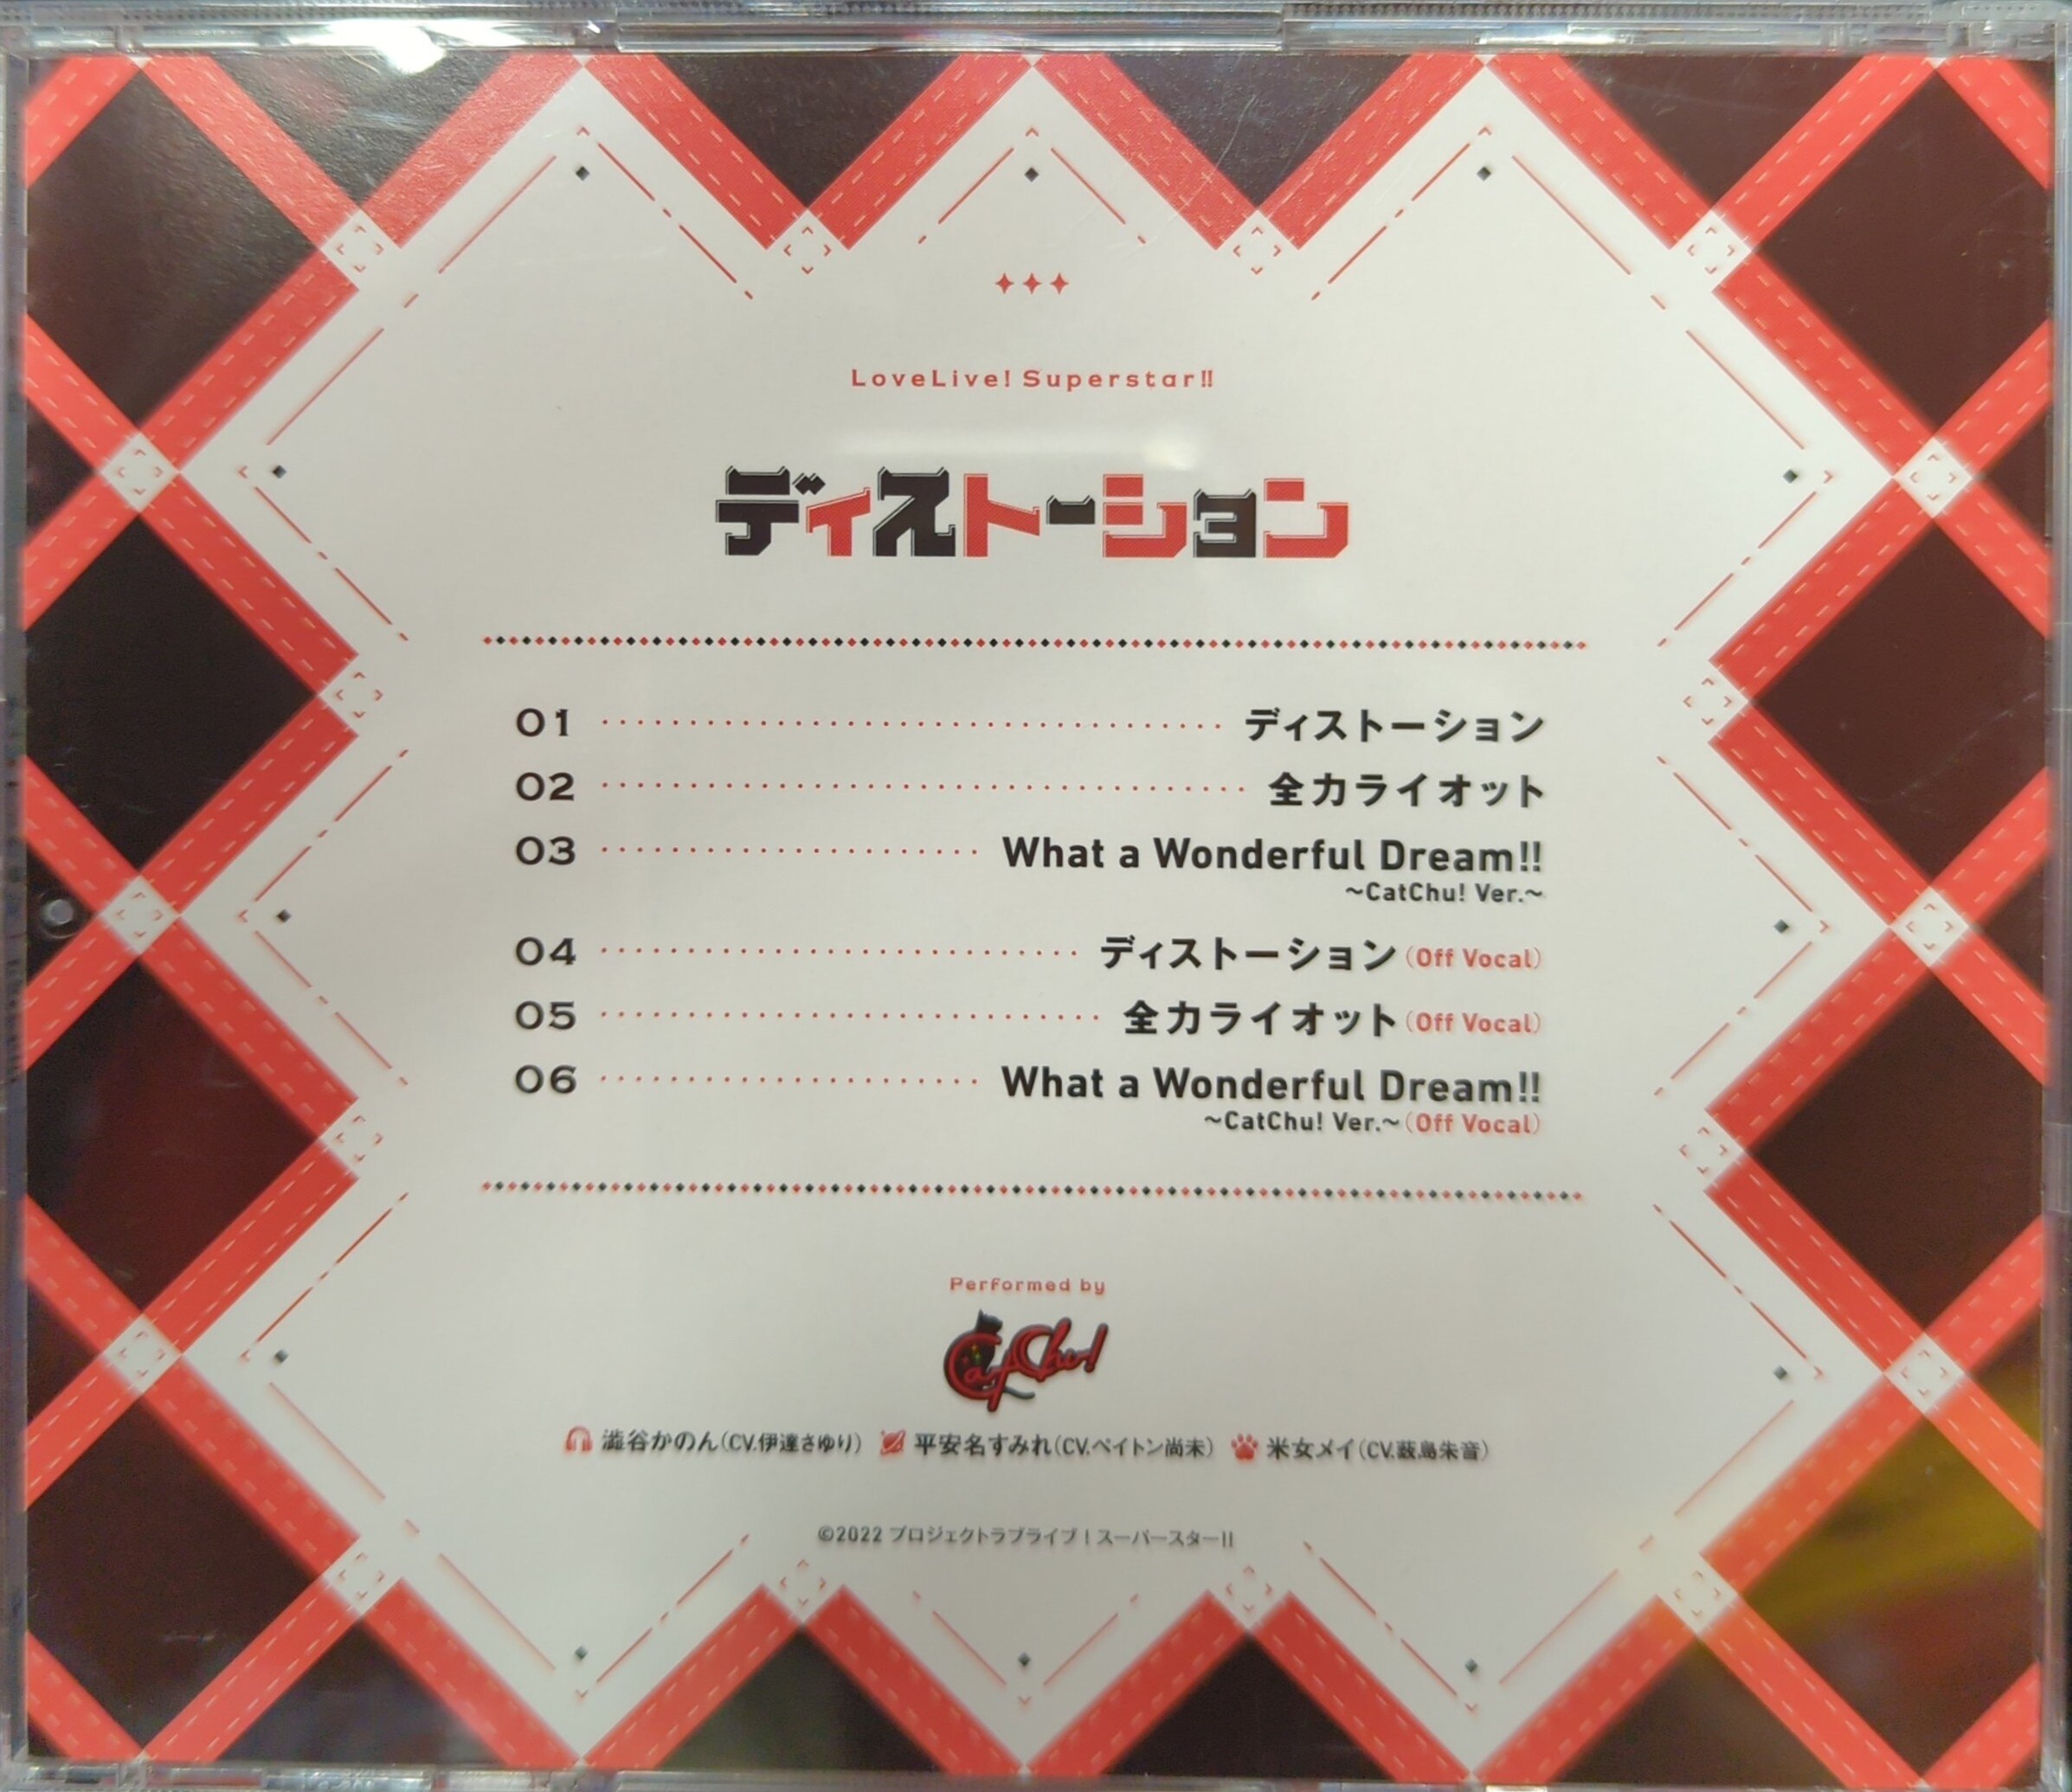 LoveLive! Superstar!!
ディストーション
01 ディストーション
02 全力ライオット
03 What a Wonderful Dream!!
~CatChu! Ver.~
04 ディストーション(Off Vocal)
05 全力ライオット(Off Vocal)
06 What a Wonderful Dream!!
~CatChu! Ver.~(Off Vocal)
Performed by
CatChu!
澁谷かのん(CV.伊達さゆり) 平安名すみれ(CV.ペイトン尚未) 米女メイ(CV.薮島朱音)
©2022 プロジェクトラブライブ!スーパースター!!